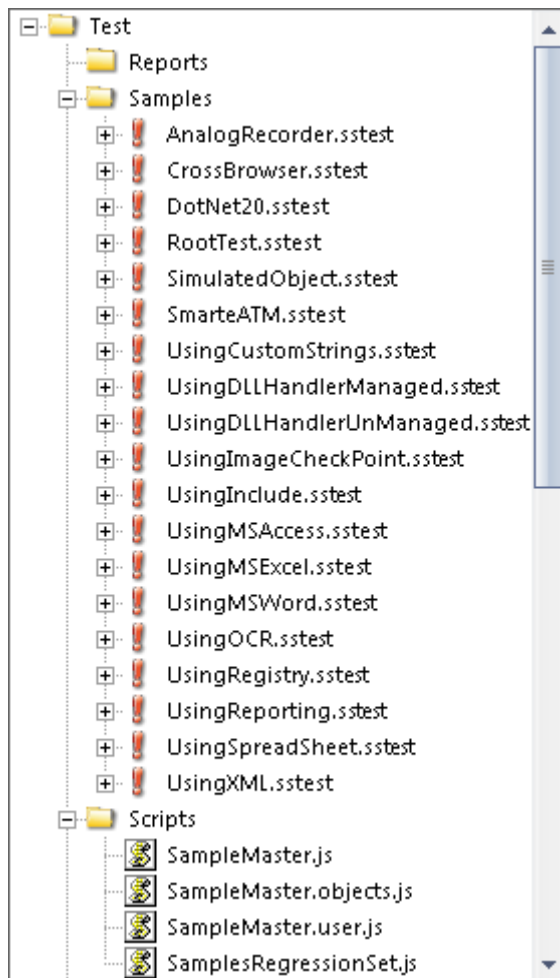 Test
Reports
Samples
AnalogRecorder.sstest
CrossBrowser.sstest
DotNet20.sstest
RootTest.sstest
SimulatedObject.sstest
SmarteATM.sstest
UsingCustomStrings.sstest
UsingDLLHandlerManaged.sstest
UsingDLLHandlerUnManaged.sstest
UsingImageCheckPoint.sstest
UsingInclude.sstest
UsingMSAccess.sstest
UsingMSExcel.sstest
UsingMSWord.sstest
UsingOCR.sstest
UsingRegistry.sstest
UsingReporting.sstest
UsingSpreadSheet.sstest
UsingXML.sstest
Scripts
SampleMaster.js
SampleMaster.objects.js
SampleMaster.user.js
SamplesRegressionSet.js